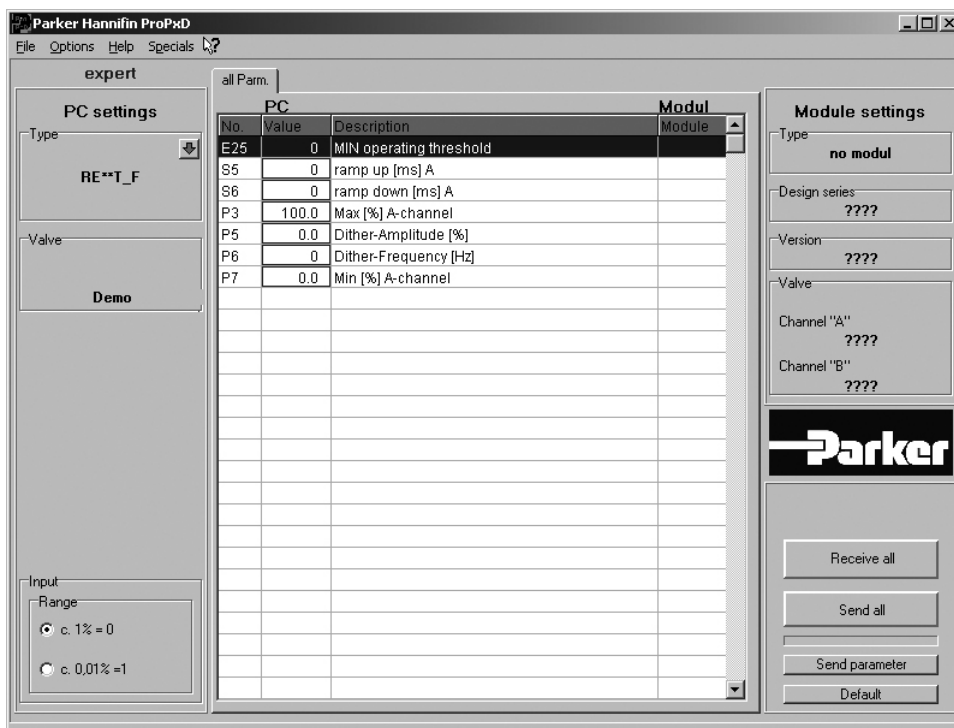 Parker Hannifin ProPxD
File Options Help Specials
expert
PC settings
Type
RE**T_F
Valve
Demo
Input
Range
c. 1% = 0
c. 0,01% =1
all Parm.
PC Modul
No. Value Description Module
E25 0 MIN operating threshold
S5 0 ramp up [ms] A
S6 0 ramp down [ms] A
P3 100.0 Max [%] A-channel
P5 0.0 Dither-Amplitude [%]
P6 0 Dither-Frequency [Hz]
P7 0.0 Min [%] A-channel
Module settings
Type
no modul
Design series
????
Version
????
Valve
Channel "A"
????
Channel "B"
????
Parker
Receive all
Send all
Send parameter
Default